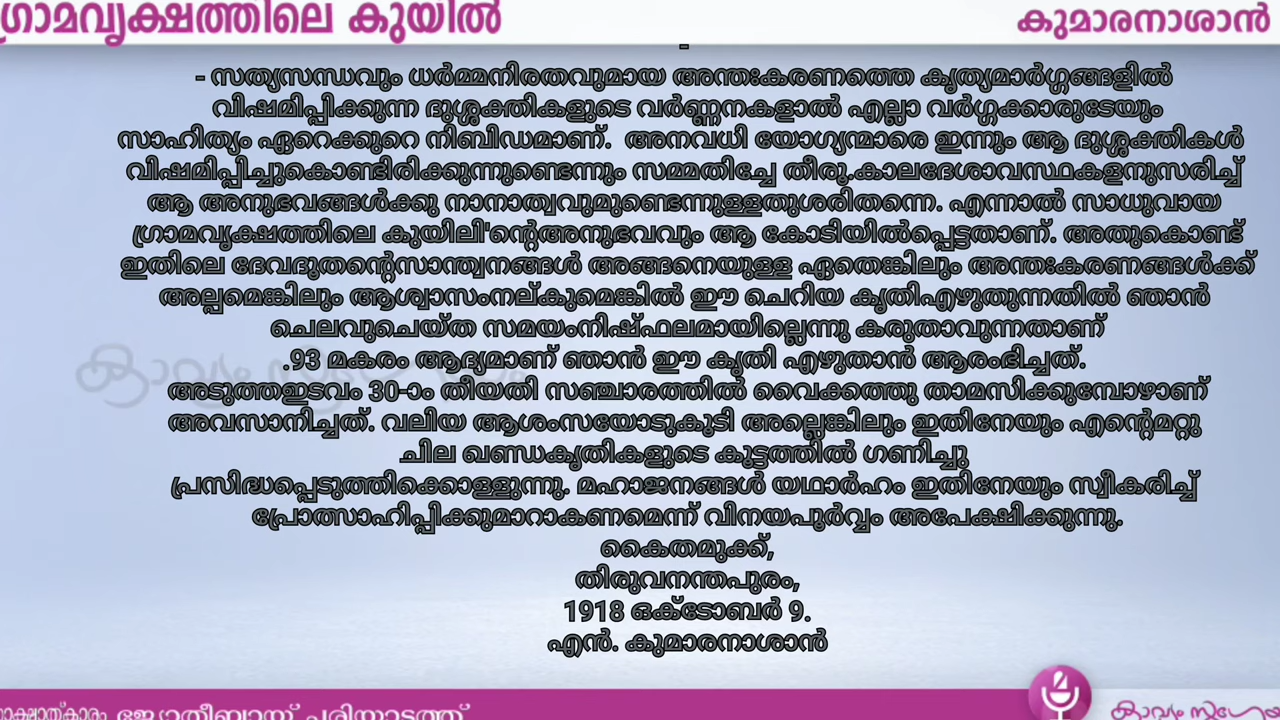 ഗ്രാമവൃക്ഷത്തിലെ കുയിൽ
കുമാരനാശാൻ
-
- സത്യസന്ധവും ധർമ്മനിരതവുമായ അന്തഃകരണത്തെ കൃത്യമാർഗ്ഗങ്ങളിൽ
വിഷമിപ്പിക്കുന്ന ദുശ്ശക്തികളുടെ വർണ്ണനകളാൽ എല്ലാ വർഗ്ഗക്കാരുടേയും
സാഹിത്യം ഏറെക്കുറെ നിബിഡമാണ്. അനവധി യോഗ്യന്മാരെ ഇന്നും ആ ദുശ്ശക്തികൾ
വിഷമിപ്പിച്ചുകൊണ്ടിരിക്കുന്നുണ്ടെന്നും സമ്മതിച്ചേ തീരൂ.കാലദേശാവസ്ഥകളനുസരിച്ച്
ആ അനുഭവങ്ങൾക്കു നാനാത്വവുമുണ്ടെന്നുള്ളതുശരിതന്നെ. എന്നാൽ സാധുവായ
ഗ്രാമവൃക്ഷത്തിലെ കുയിലി'ന്റെഅനുഭവവും ആ കോടിയിൽപ്പെട്ടതാണ്. അതുകൊണ്ട്
ഇതിലെ ദേവദൂതന്റെസാന്ത്വനങ്ങൾ അങ്ങനെയുള്ള ഏതെങ്കിലും അന്തഃകരണങ്ങൾക്ക്
അല്പമെങ്കിലും ആശ്വാസംനല്കുമെങ്കിൽ ഈ ചെറിയ കൃതിഎഴുതുന്നതിൽ ഞാൻ
ചെലവുചെയ്ത സമയംനിഷ്ഫലമായില്ലെന്നു കരുതാവുന്നതാണ്
.93 മകരം ആദ്യമാണ് ഞാൻ ഈ കൃതി എഴുതാൻ ആരംഭിച്ചത്.
അടുത്തഇടവം 30-ാം തീയതി സഞ്ചാരത്തിൽ വൈക്കത്തു താമസിക്കുമ്പോഴാണ്
അവസാനിച്ചത്. വലിയ ആശംസയോടുകൂടി അല്ലെങ്കിലും ഇതിനേയും എന്റെമറ്റു
ചില ഖണ്ഡകൃതികളുടെ കൂട്ടത്തിൽ ഗണിച്ചു
പ്രസിദ്ധപ്പെടുത്തിക്കൊള്ളുന്നു. മഹാജനങ്ങൾ യഥാർഹം ഇതിനേയും സ്വീകരിച്ച്
പ്രോത്സാഹിപ്പിക്കുമാറാകണമെന്ന് വിനയപൂർവ്വം അപേക്ഷിക്കുന്നു.
കൈതമുക്ക്,
തിരുവനന്തപുരം,
1918 ഒക്ടോബർ 9.
എൻ. കുമാരനാശാൻ